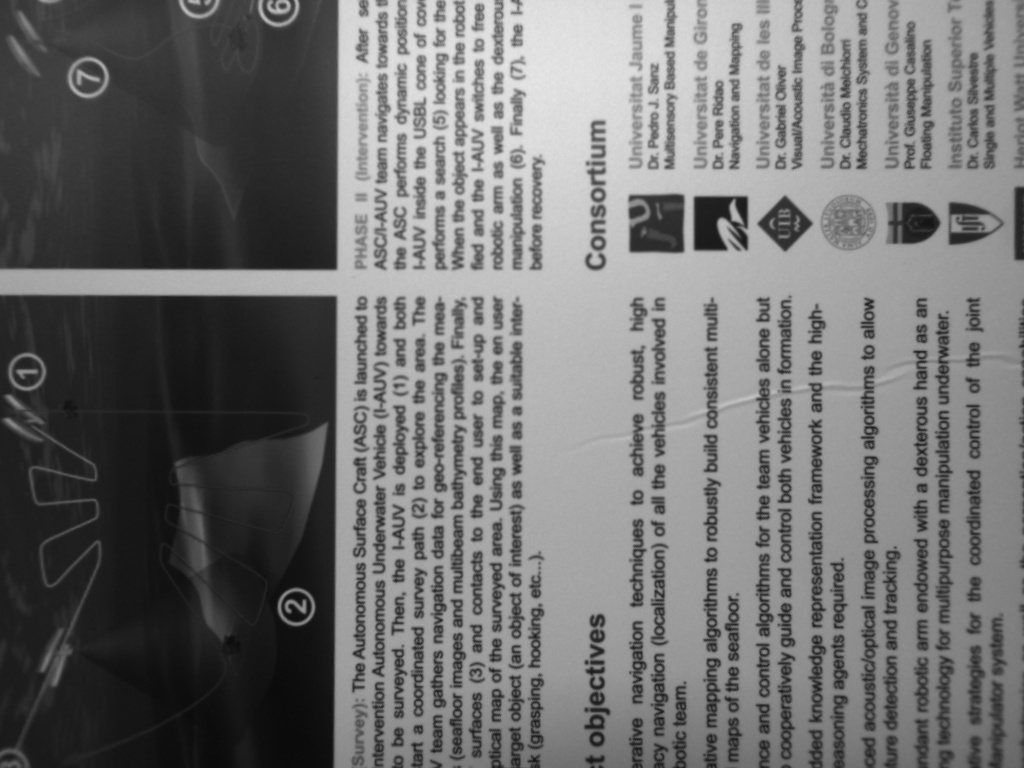 1
2
(Survey): The Autonomous Surface Craft (ASC) is launched to
Intervention Autonomous Underwater Vehicle (I-AUV) towards
to be surveyed. Then, the I-AUV is deployed (1) and both
start a coordinated survey path (2) to explore the area. The
team gathers navigation data for geo-referencing the mea-
(seafloor images and multibeam bathymetry profiles). Finally,
surfaces (3) and contacts to the end user to set-up and
optical map of the surveyed area. Using this map, the en user
target object (an object of interest) as well as a suitable inter-
(grasping, hooking, etc...).
objectives
erative navigation techniques to achieve robust, high
acy navigation (localization) of all the vehicles involved in
botic team.
ative mapping algorithms to robustly build consistent multi-
maps of the seafloor.
nce and control algorithms for the team vehicles alone but
cooperatively guide and control both vehicles in formation.
dded knowledge representation framework and the high-
easoning agents required.
ced acoustic/optical image processing algorithms to allow
ture detection and tracking.
ndant robotic arm endowed with a dexterous hand as an
ng technology for multipurpose manipulation underwater.
ative strategies for the coordinated control of the joint
Manipulator system.
5
6
7
PHASE II (Intervention): After
ASC/I-AUV team navigates towards
the ASC performs dynamic position
I-AUV inside the USBL cone of cov
performs a search (5) looking for the
When the object appears in the robot
fied and the I-AUV switches to free
robotic arm as well as the dexterous
manipulation (6). Finally (7), the I-A
before recovery.
Consortium
Universitat Jaume I
Dr. Pedro J. Sanz
Multisensory Based Manipul
Universitat de Giron
Dr. Pere Ridao
Navigation and Mapping
UIB
Universitat de les Ill
Dr. Gabriel Oliver
Visual/Acoustic Image Proce
Università di Bologn
Dr. Claudio Melchiorri
Mechatronics System and C
Università di Genov
Prof. Giuseppe Casalino
Floating Manipulation
Instituto Superior Te
Dr. Carlos Silvestre
Single and Multiple Vehicles
Heriot Watt Universi